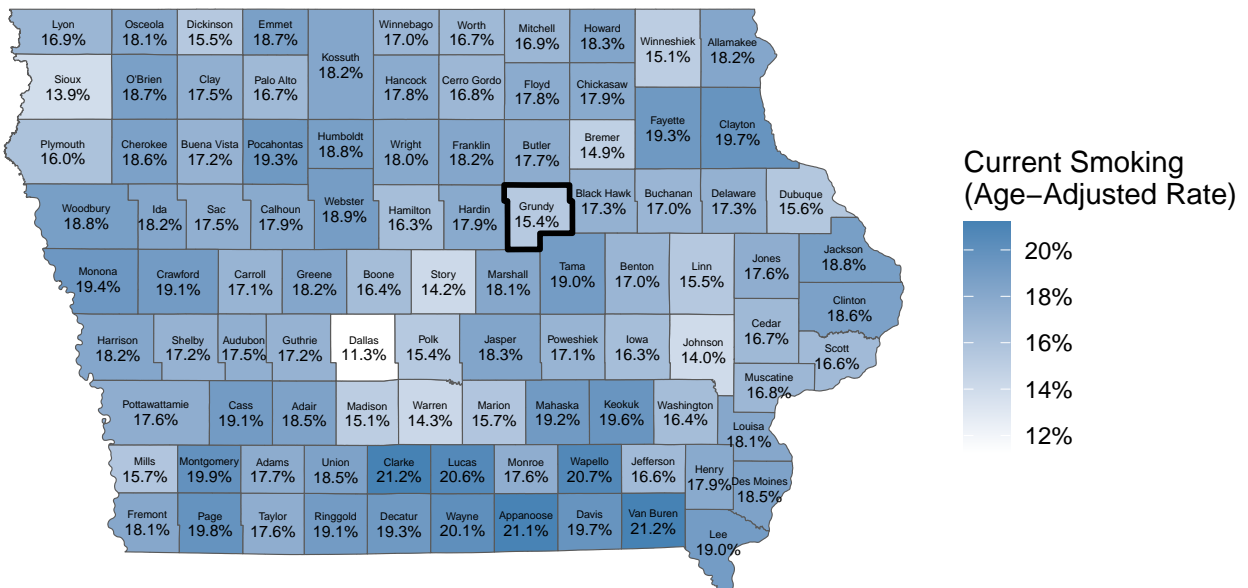 Lyon
16.9%
Osceola
18.1%
Dickinson
15.5%
Emmet
18.7%
Kossuth
18.2%
Winnebago
17.0%
Worth
16.7%
Mitchell
16.9%
Howard
18.3%
Winneshiek
15.1%
Allamakee
18.2%
Sioux
13.9%
O'Brien
18.7%
Clay
17.5%
Palo Alto
16.7%
Hancock
17.8%
Cerro Gordo
16.8%
Floyd
17.8%
Chickasaw
17.9%
Fayette
19.3%
Clayton
19.7%
Plymouth
16.0%
Cherokee
18.6%
Buena Vista
17.2%
Pocahontas
19.3%
Humboldt
18.8%
Wright
18.0%
Franklin
18.2%
Butler
17.7%
Bremer
14.9%
Woodbury
18.8%
Ida
18.2%
Sac
17.5%
Calhoun
17.9%
Webster
18.9%
Hamilton
16.3%
Hardin
17.9%
Grundy
15.4%
Black Hawk
17.3%
Buchanan
17.0%
Delaware
17.3%
Dubuque
15.6%
Monona
19.4%
Crawford
19.1%
Carroll
17.1%
Greene
18.2%
Boone
16.4%
Story
14.2%
Marshall
18.1%
Tama
19.0%
Benton
17.0%
Linn
15.5%
Jones
17.6%
Jackson
18.8%
Clinton
18.6%
Harrison
18.2%
Shelby
17.2%
Audubon
17.5%
Guthrie
17.2%
Dallas
11.3%
Polk
15.4%
Jasper
18.3%
Poweshiek
17.1%
Iowa
16.3%
Johnson
14.0%
Cedar
16.7%
Scott
16.6%
Muscatine
16.8%
Pottawattamie
17.6%
Cass
19.1%
Adair
18.5%
Madison
15.1%
Warren
14.3%
Marion
15.7%
Mahaska
19.2%
Keokuk
19.6%
Washington
16.4%
Louisa
18.1%
Mills
15.7%
Montgomery
19.9%
Adams
17.7%
Union
18.5%
Clarke
21.2%
Lucas
20.6%
Monroe
17.6%
Wapello
20.7%
Jefferson
16.6%
Henry
17.9%
Des Moines
18.5%
Fremont
18.1%
Page
19.8%
Taylor
17.6%
Ringgold
19.1%
Decatur
19.3%
Wayne
20.1%
Appanoose
21.1%
Davis
19.7%
Van Buren
21.2%
Lee
19.0%
Current Smoking
(Age−Adjusted Rate)
20%
18%
16%
14%
12%